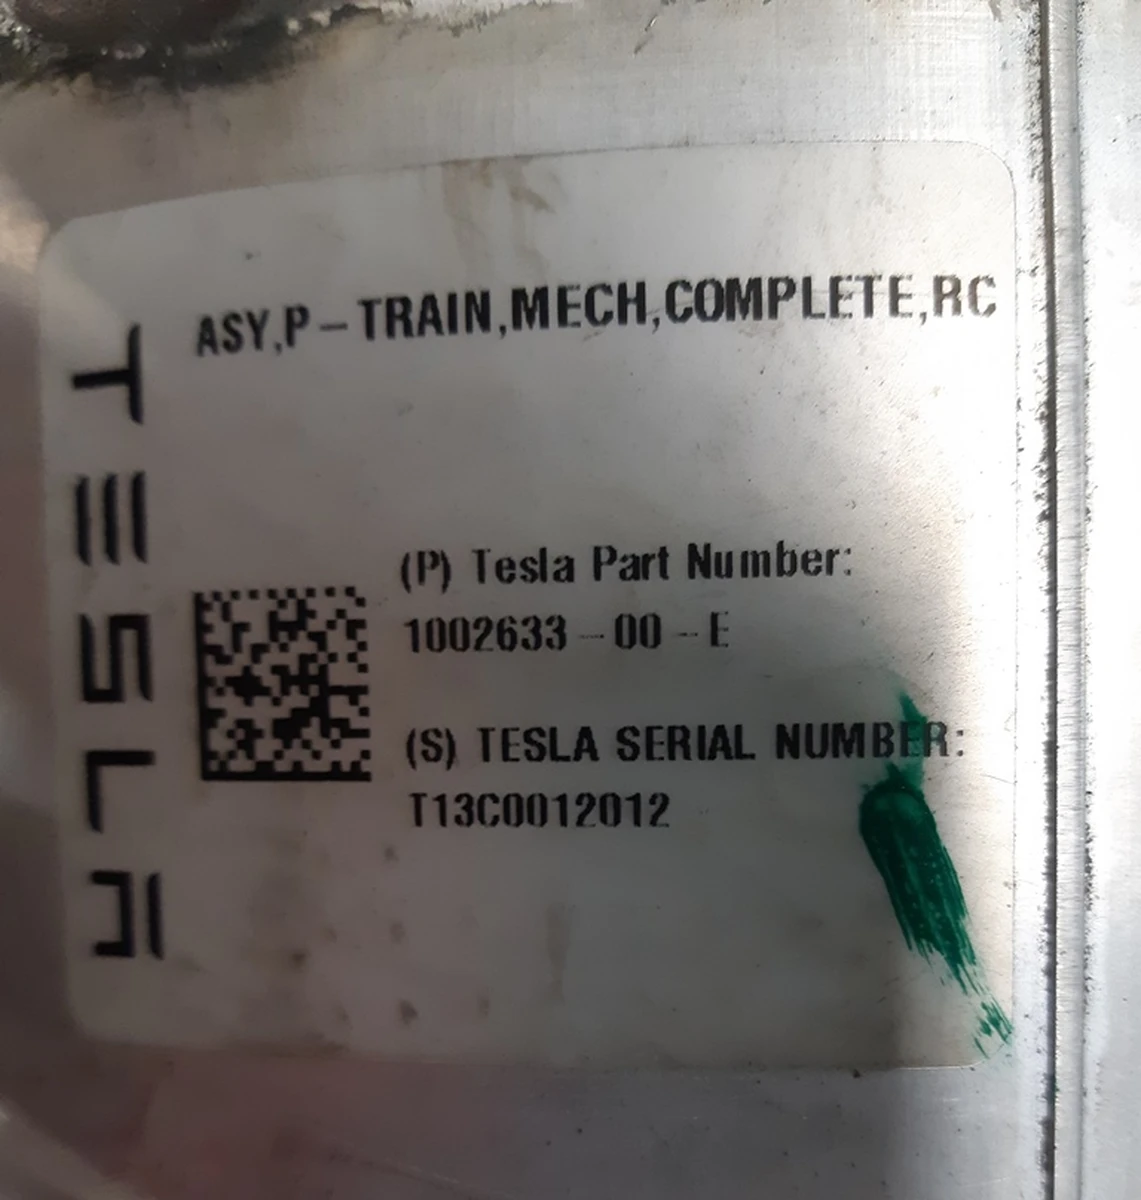 TESLA
ASY,P-TRAIN,MECH,COMPLETE,RC
(P) Tesla Part Number:
1002633-00-E
(S) TESLA SERIAL NUMBER:
T13C0012012